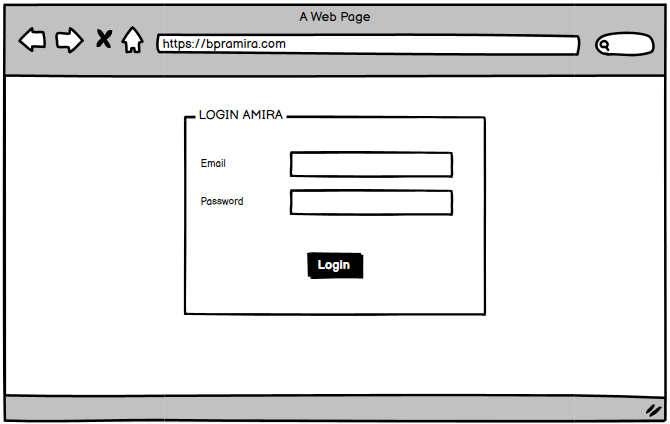 A Web Page
https://bpramira.com
LOGIN AMIRA
Email
Password
Login